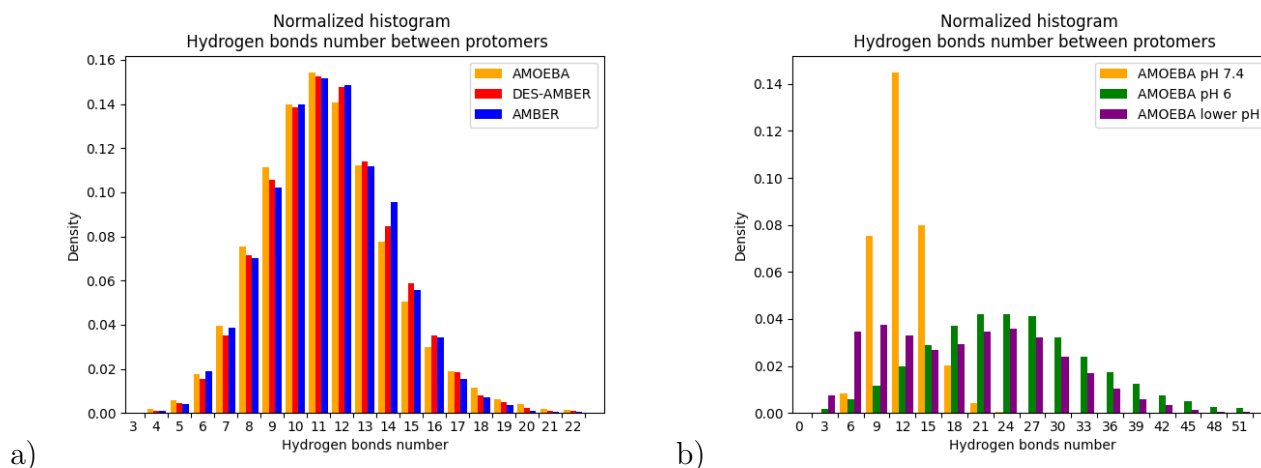 Normalized histogram
Hydrogen bonds number between protomers
0.16
0.14
0.12
0.10
0.08
0.06
0.04
0.02
0.00
Density
AMOEBA
DES-AMBER
AMBER
3 4 5 6 7 8 9 10 11 12 13 14 15 16 17 18 19 20 21 22
Hydrogen bonds number
a)
Normalized histogram
Hydrogen bonds number between protomers
0.14
0.12
0.10
0.08
0.06
0.04
0.02
0.00
Density
AMOEBA pH 7.4
AMOEBA pH 6
AMOEBA lower pH
0 3 6 9 12 15 18 21 24 27 30 33 36 39 42 45 48 51
Hydrogen bonds number
b)